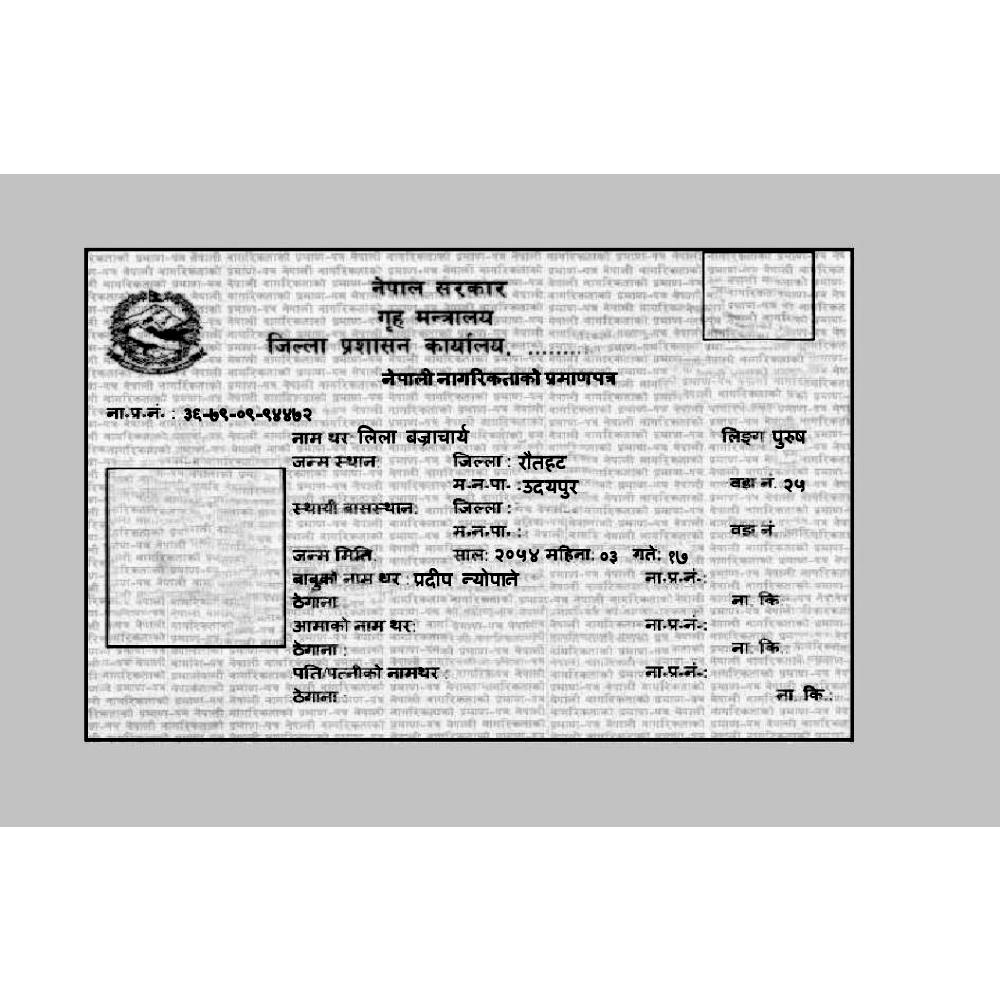 नेपाल सरकार
गृह मन्त्रालय
जिल्ला प्रशासन कार्यालय, .........
नेपाली नागरिकताको प्रमाणपत्र
ना.प्र.नं. : ३६-७९-०९-९४४७२
नाम थर: लिला बज्राचार्य लिङ्ग पुरुष
जन्म स्थान: जिल्ला : रौतहट
म.न.पा. :उदयपुर वडा नं. २५
स्थायी बासस्थान: जिल्ला :
म.न.पा. : वडा नं.
जन्म मिति: साल: २०५४ महिना: ०३ गते: १७
बाबुको नाम थर : प्रदीप न्योपाते ना.प्र.नं.:
ठेगाना: ना. कि.:
आमाको नाम थर: ना.प्र.नं.:
ठेगाना : ना. कि.:
पति/पत्नीको नामथर : ना.प्र.नं.:
ठेगाना: ना. कि.: